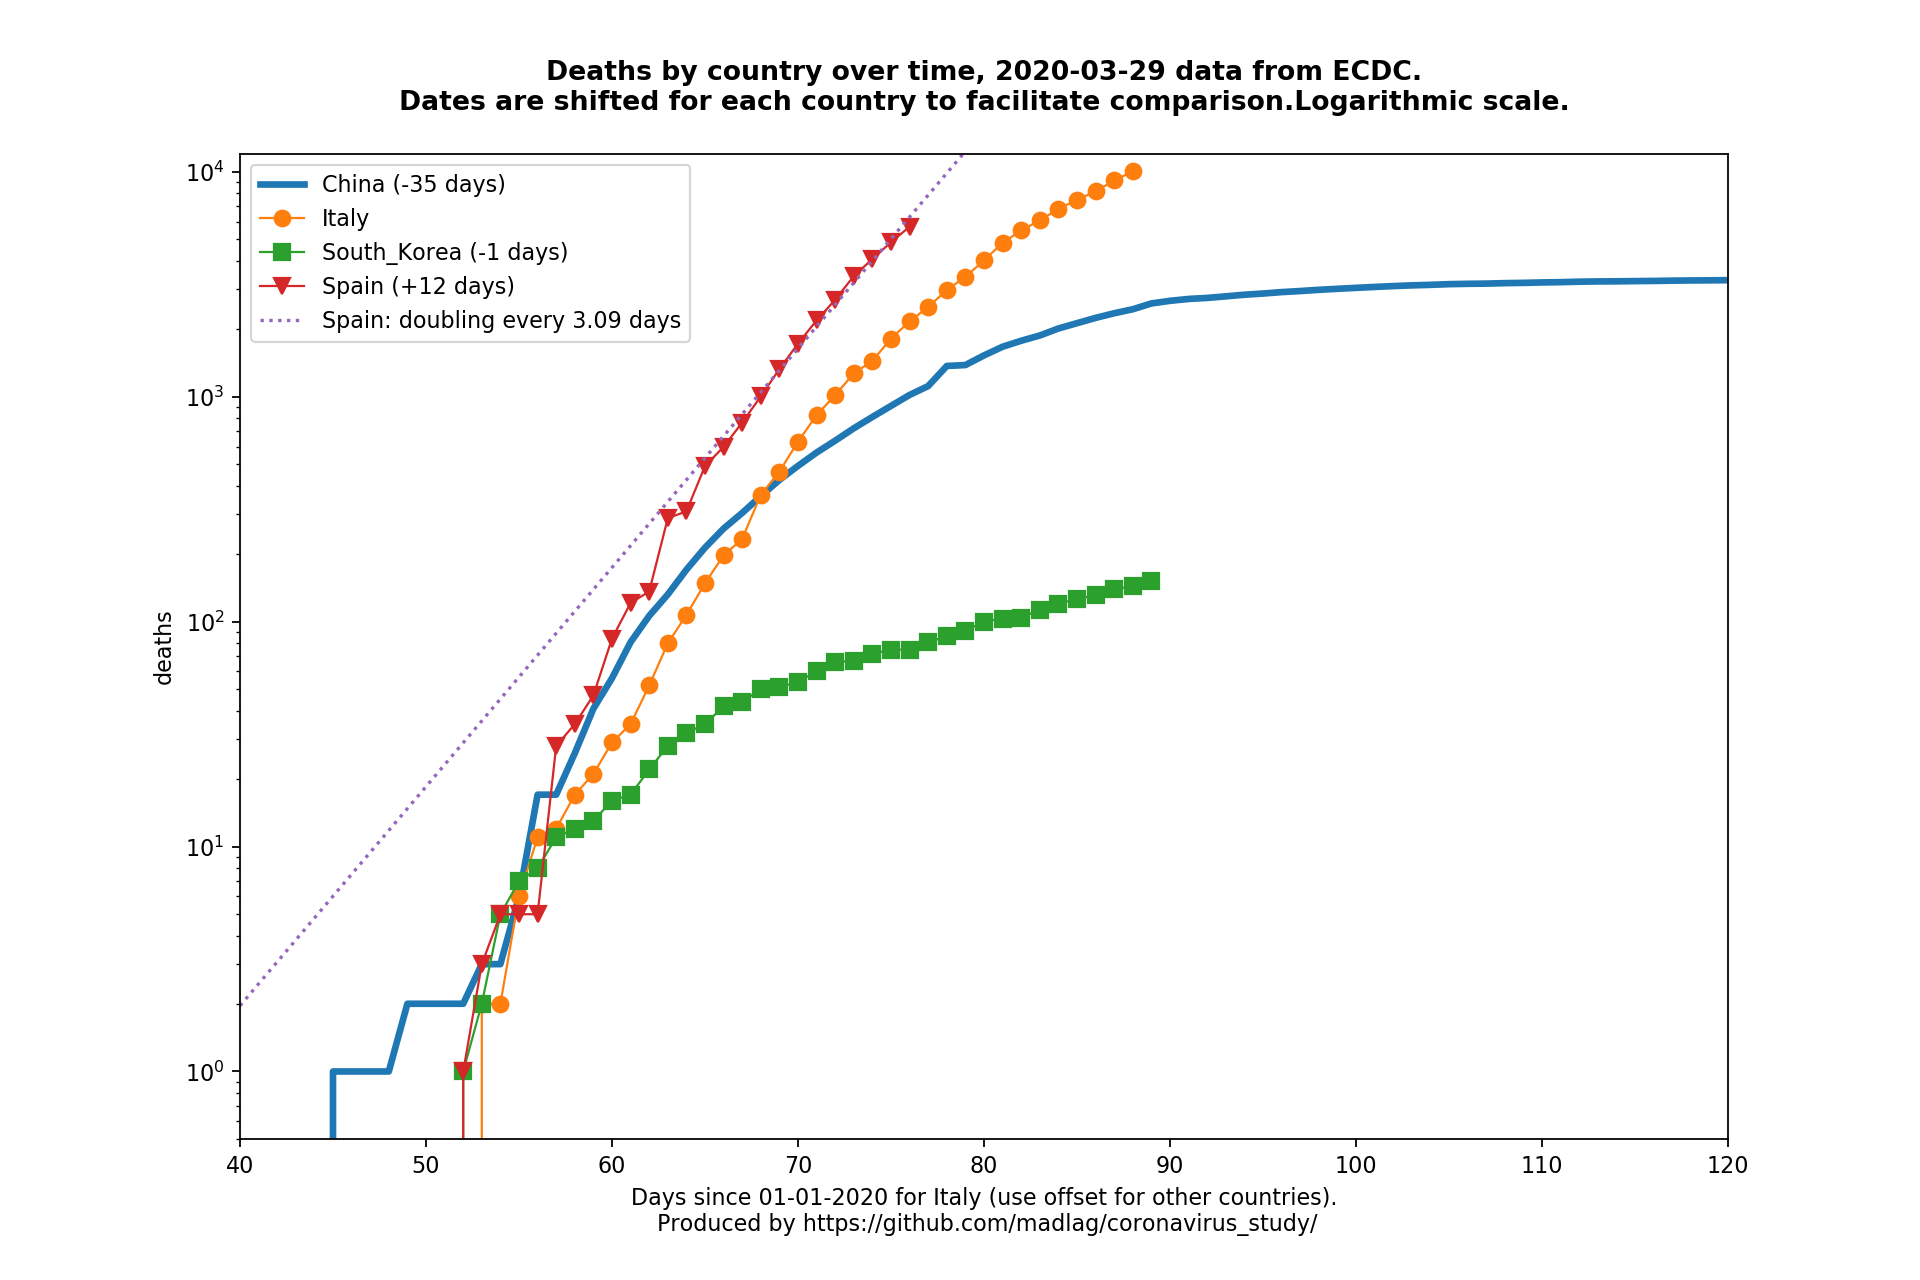 Deaths by country over time, 2020-03-29 data from ECDC.
Dates are shifted for each country to facilitate comparison.Logarithmic scale.
China (-35 days)
Italy
South_Korea (-1 days)
Spain (+12 days)
Spain: doubling every 3.09 days
10⁴
10³
10²
10¹
10⁰
deaths
40 50 60 70 80 90 100 110 120
Days since 01-01-2020 for Italy (use offset for other countries).
Produced by https://github.com/madlag/coronavirus_study/